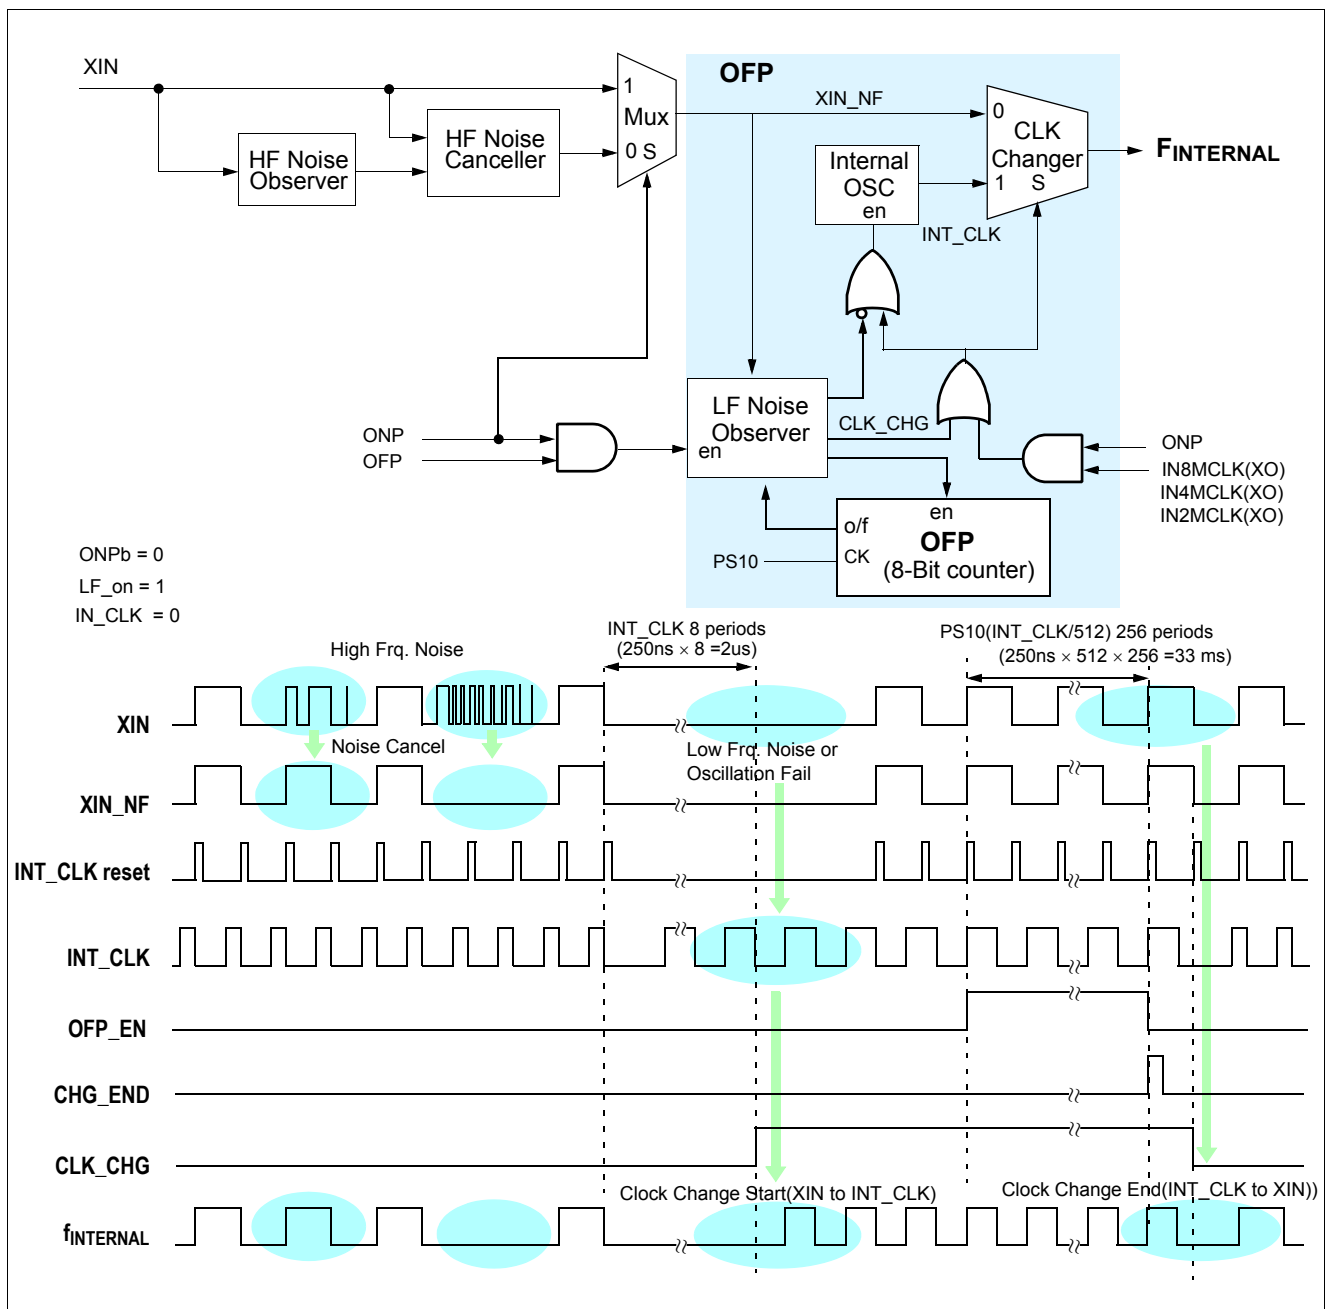 XIN
OFP
HF Noise
Observer
HF Noise
Canceller
1
Mux
0 S
XIN_NF
0
CLK
Changer
1 S
FINTERNAL
Internal
OSC
en
INT_CLK
ONP
OFP
LF Noise
Observer
en
CLK_CHG
ONP
IN8MCLK(XO)
IN4MCLK(XO)
IN2MCLK(XO)
en
o/f
OFP
CK
(8-Bit counter)
PS10
ONPb = 0
LF_on = 1
IN_CLK = 0
INT_CLK 8 periods
(250ns × 8 =2us)
PS10(INT_CLK/512) 256 periods
(250ns × 512 × 256 =33 ms)
High Frq. Noise
XIN
Noise Cancel
Low Frq. Noise or
Oscillation Fail
XIN_NF
INT_CLK reset
INT_CLK
OFP_EN
CHG_END
CLK_CHG
Clock Change Start(XIN to INT_CLK)
Clock Change End(INT_CLK to XIN))
fINTERNAL